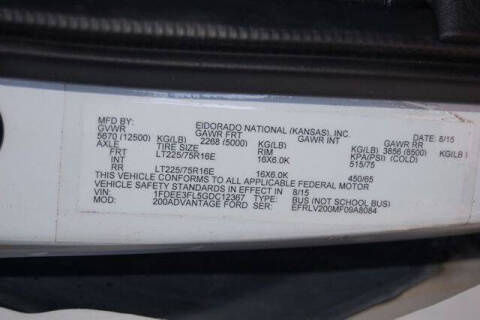 MFD BY: ElDORADO NATIONAL (KANSAS), INC. 8/15
GVWR GAWR FRT GAWR INT GAWR RR
5670 (12500) KG(LB) 2268 (5000) KG(LB) KG(LB) 3856 (8500) KG(LB)
AXLE TIRE SIZE RIM KPA(PSI) (COLD)
FRT LT225/75R16E 16X6.0K 515/75
INT
RR LT225/75R16E 16X6.0K 450/65
THIS VEHICLE CONFORMS TO ALL APPLICABLE FEDERAL MOTOR
VEHICLE SAFETY STANDARDS IN EFFECT IN 8/15
VIN: 1FDEE3FL5GDC12367 TYPE: BUS (NOT SCHOOL BUS)
MOD: 200ADVANTAGE FORD SER: EFRLV200MF09A8084